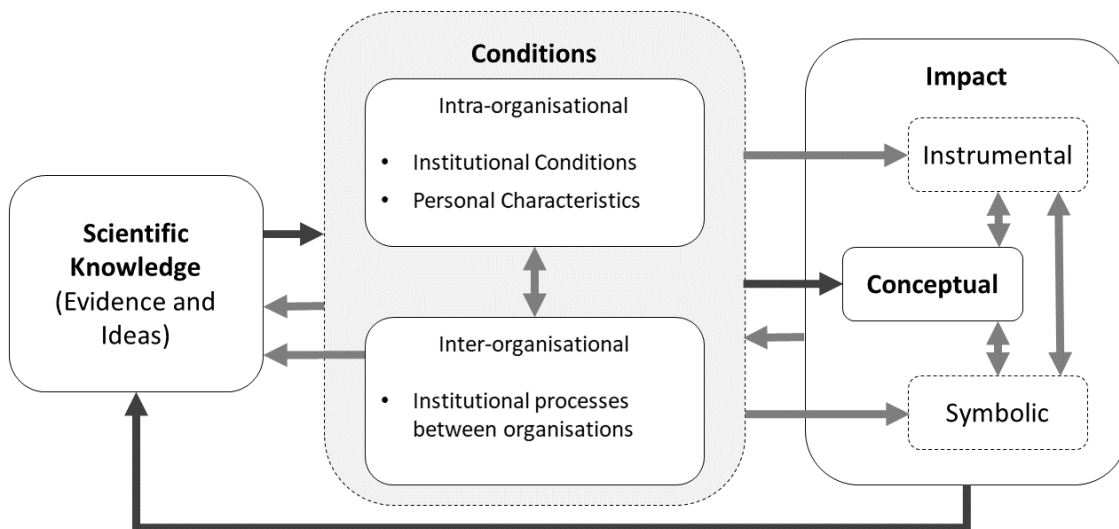 Scientific
Knowledge
(Evidence and
Ideas)
Conditions
Intra-organisational
• Institutional Conditions
• Personal Characteristics
Inter-organisational
• Institutional processes
between organisations
Impact
Instrumental
Conceptual
Symbolic